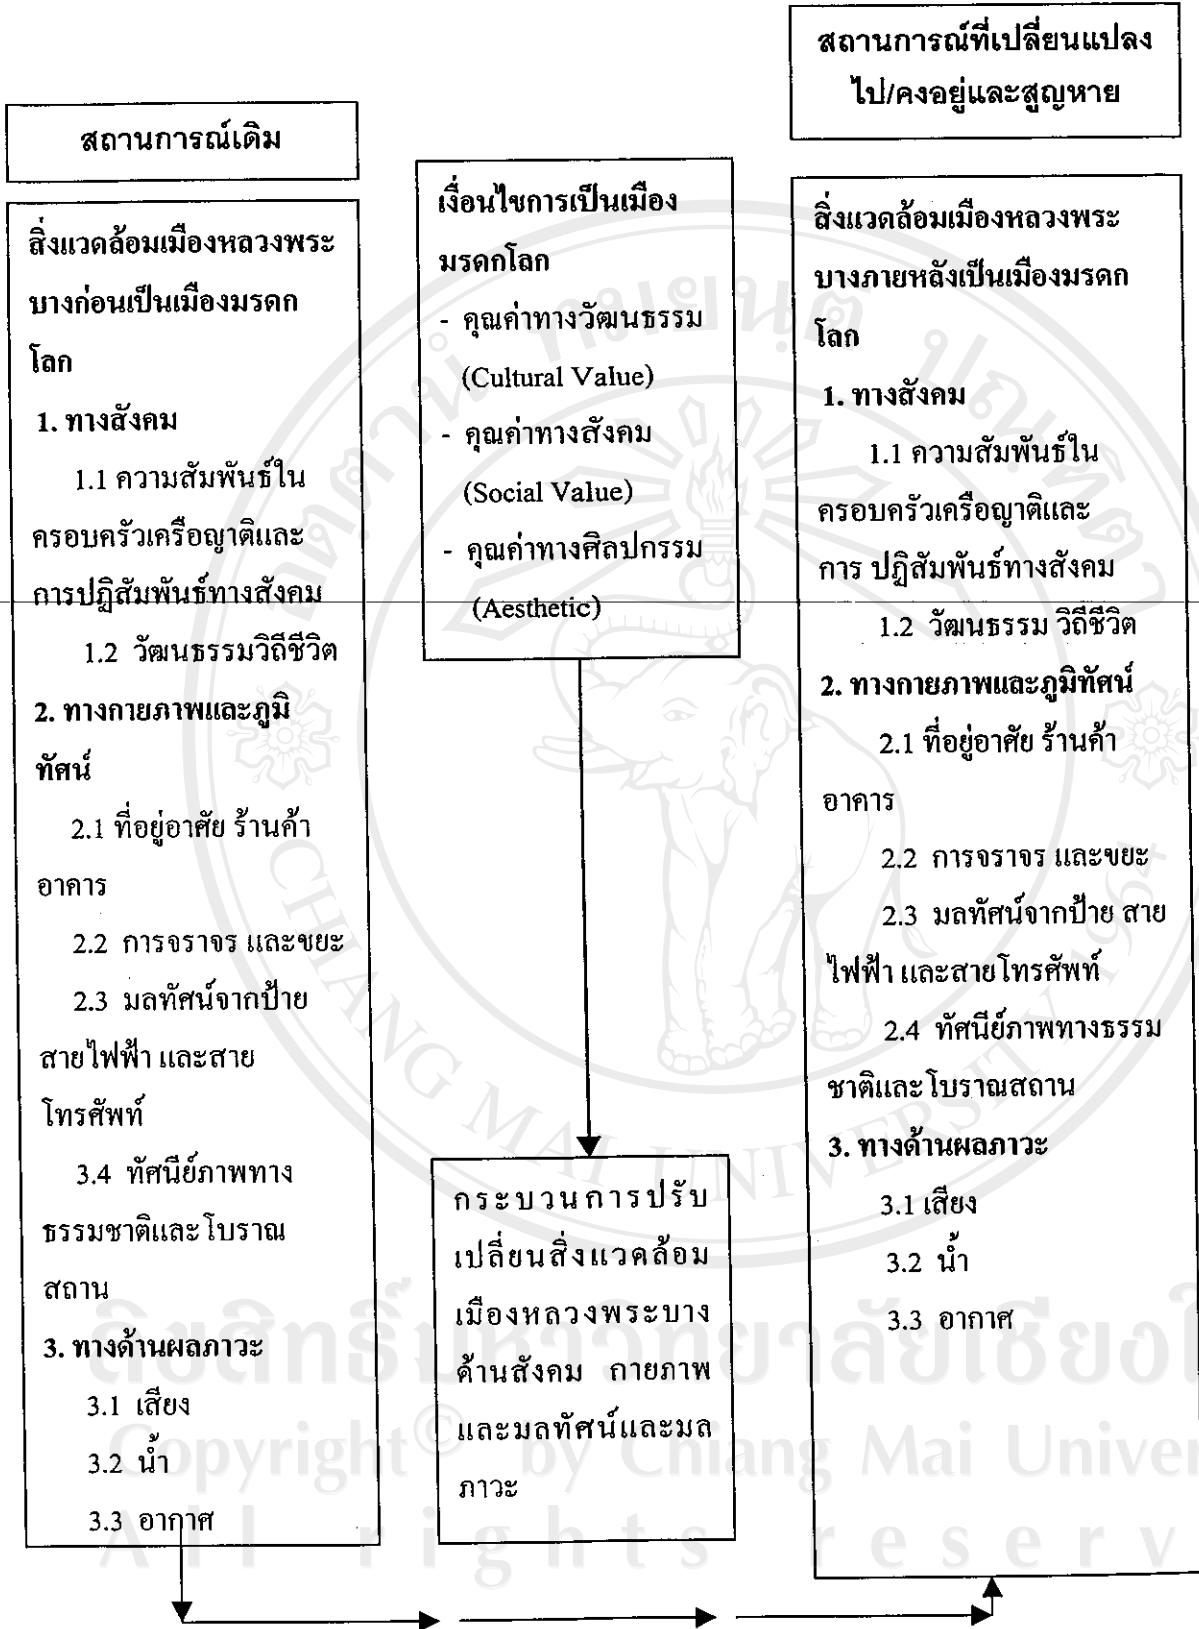 สถานการณ์ที่เปลี่ยนแปลง
ไป/คงอยู่และสูญหาย
สถานการณ์เดิม
สิ่งแวดล้อมเมืองหลวงพระ
บางก่อนเป็นเมืองมรดก
โลก
1. ทางสังคม
1.1 ความสัมพันธ์ใน
ครอบครัวเครือญาติและ
การปฏิสัมพันธ์ทางสังคม
1.2 วัฒนธรรมวิถีชีวิต
2. ทางกายภาพและภูมิ
ทัศน์
2.1 ที่อยู่อาศัย ร้านค้า
อาคาร
2.2 การจราจร และขยะ
2.3 มลทัศน์จากป้าย
สายไฟฟ้า และสาย
โทรศัพท์
3.4 ทัศนีย์ภาพทาง
ธรรมชาติและโบราณ
สถาน
3. ทางด้านผลภาวะ
3.1 เสียง
3.2 น้ำ
3.3 อากาศ
เงื่อนไขการเป็นเมือง
มรดกโลก
- คุณค่าทางวัฒนธรรม
(Cultural Value)
- คุณค่าทางสังคม
(Social Value)
- คุณค่าทางศิลปกรรม
(Aesthetic)
กระบวนการปรับ
เปลี่ยนสิ่งแวดล้อม
เมืองหลวงพระบาง
ด้านสังคม กายภาพ
และมลทัศน์และมล
ภาวะ
สิ่งแวดล้อมเมืองหลวงพระ
บางภายหลังเป็นเมืองมรดก
โลก
1. ทางสังคม
1.1 ความสัมพันธ์ใน
ครอบครัวเครือญาติและ
การ ปฏิสัมพันธ์ทางสังคม
1.2 วัฒนธรรม วิถีชีวิต
2. ทางกายภาพและภูมิทัศน์
2.1 ที่อยู่อาศัย ร้านค้า
อาคาร
2.2 การจราจร และขยะ
2.3 มลทัศน์จากป้าย สาย
ไฟฟ้า และสายโทรศัพท์
2.4 ทัศนีย์ภาพทางธรรม
ชาติและโบราณสถาน
3. ทางด้านผลภาวะ
3.1 เสียง
3.2 น้ำ
3.3 อากาศ
CHANG MAI UNIVERSITY 1964
Copyright © by Chiang Mai Univer
All rights reserv